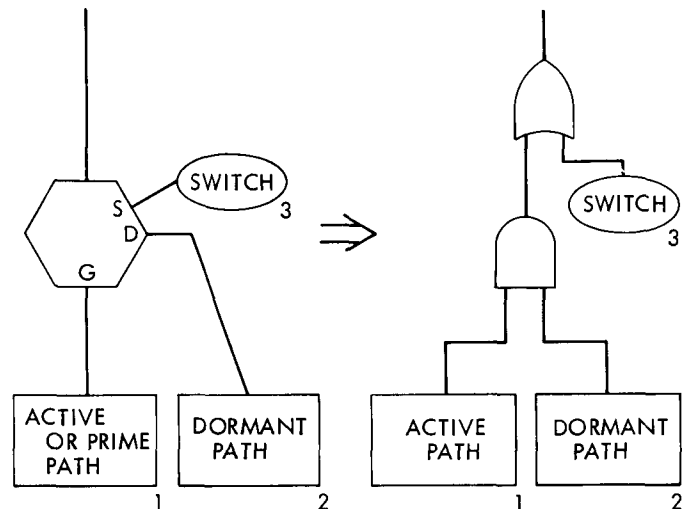 S
SWITCH
3
D
G
ACTIVE
OR PRIME
PATH
1
DORMANT
PATH
2
SWITCH
3
ACTIVE
PATH
1
DORMANT
PATH
2